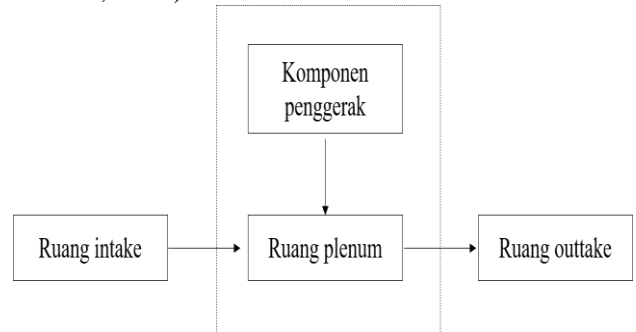 Komponen
penggerak
Ruang intake
Ruang plenum
Ruang outtake